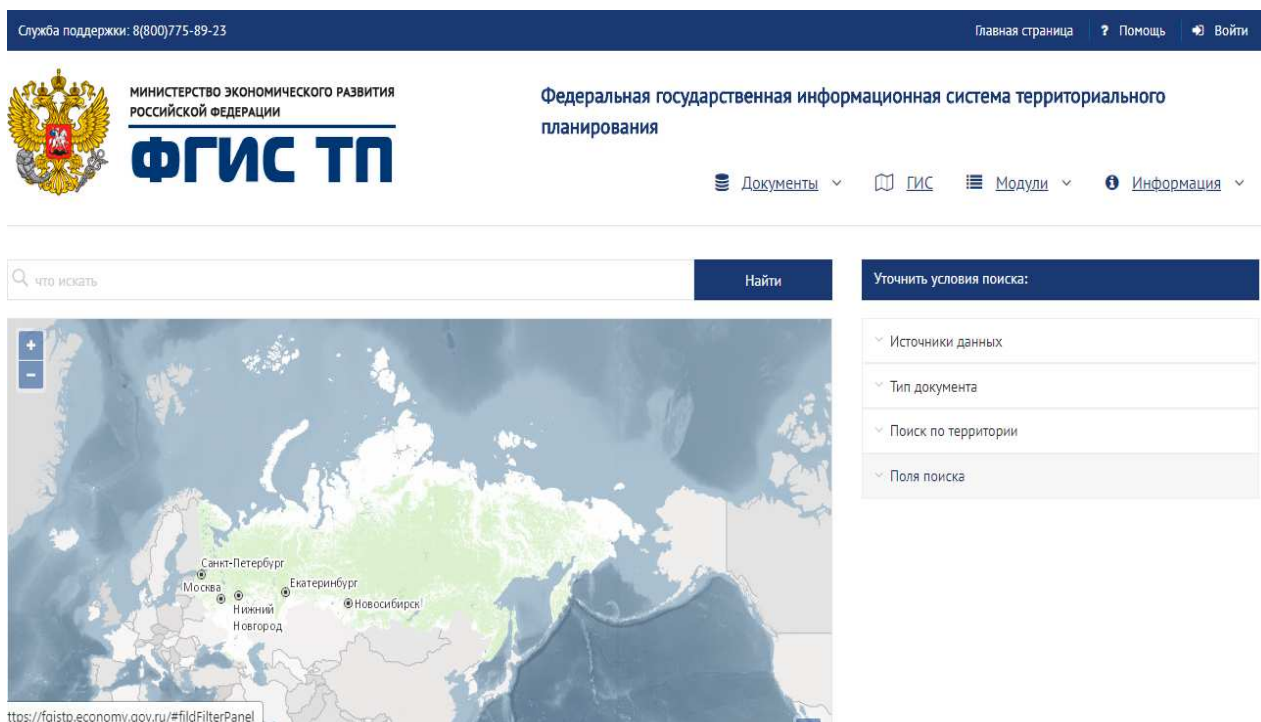 Служба поддержки: 8(800)775-89-23
Главная страница ? Помощь Войти
МИНИСТЕРСТВО ЭКОНОМИЧЕСКОГО РАЗВИТИЯ
РОССИЙСКОЙ ФЕДЕРАЦИИ
ФГИС ТП
Федеральная государственная информационная система территориального
планирования
Документы ГИС Модули Информация
что искать
Найти
Уточнить условия поиска:
Источники данных
Тип документа
Поиск по территории
Поля поиска
+
−
Санкт-Петербург
Москва
Нижний
Новгород
Екатеринбург
Новосибирск
ttps://fgistp.economy.gov.ru/#fildFilterPanel